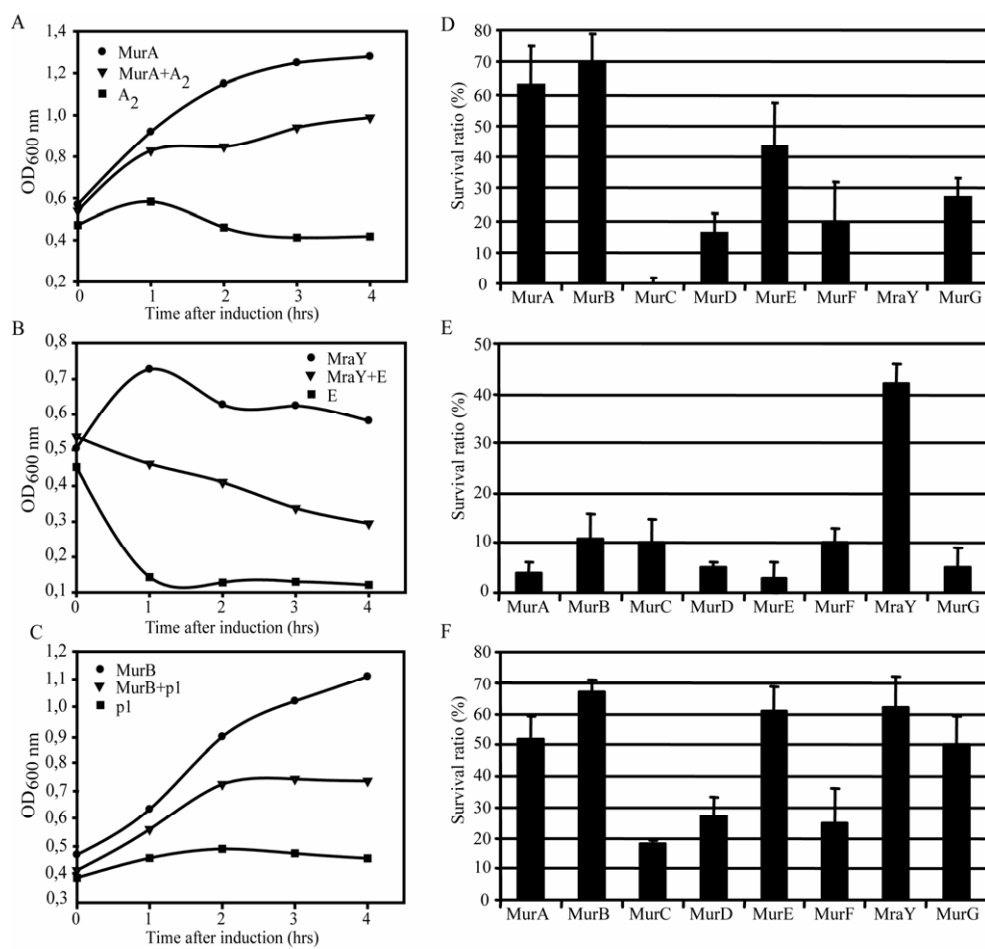 A
1,4
1,2
1,0
0,8
0,6
0,4
0,2
OD600 nm
MurA
MurA+A2
A2
0 1 2 3 4
Time after induction (hrs)
B
0,8
0,7
0,6
0,5
0,4
0,3
0,2
0,1
OD600 nm
MraY
MraY+E
E
0 1 2 3 4
Time after induction (hrs)
C
1,2
1,1
1,0
0,9
0,8
0,7
0,6
0,5
0,4
0,3
OD600 nm
MurB
MurB+p1
p1
0 1 2 3 4
Time after induction (hrs)
D
80
70
60
50
40
30
20
10
0
Survival ratio (%)
MurA MurB MurC MurD MurE MurF MraY MurG
E
50
40
30
20
10
0
Survival ratio (%)
MurA MurB MurC MurD MurE MurF MraY MurG
F
80
70
60
50
40
30
20
10
0
Survival ratio (%)
MurA MurB MurC MurD MurE MurF MraY MurG